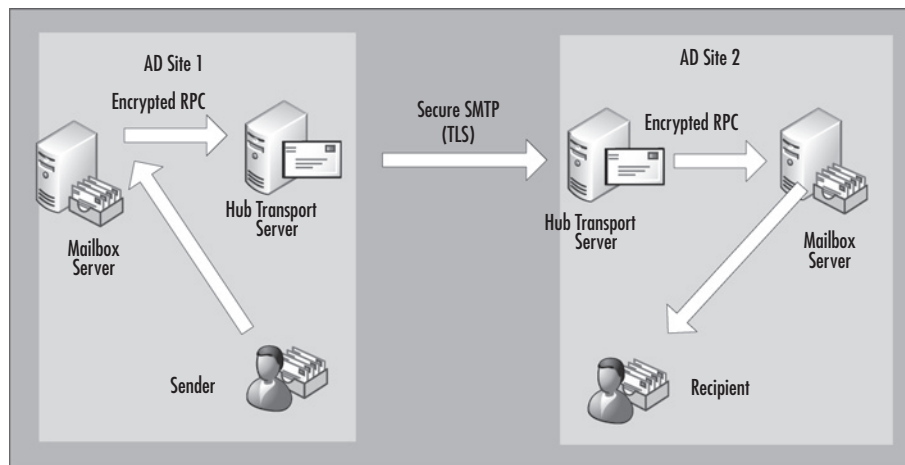 AD Site 1
Encrypted RPC
Mailbox
Server
Hub Transport
Server
Sender
Secure SMTP
(TLS)
AD Site 2
Encrypted RPC
Hub Transport
Server
Mailbox
Server
Recipient